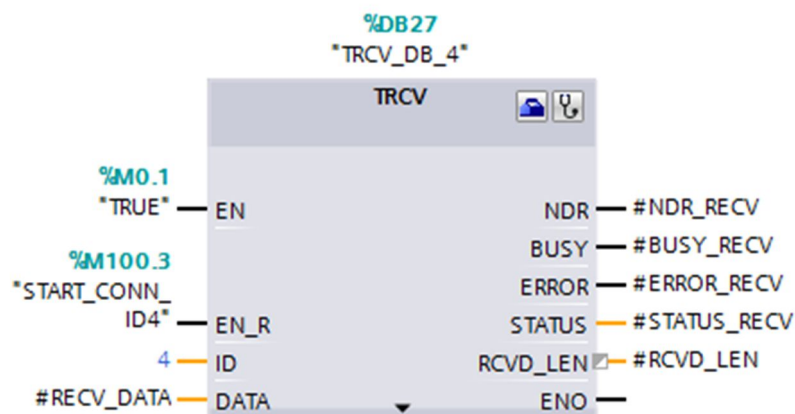 %DB27
"TRCV_DB_4"
TRCV
%M0.1
"TRUE" EN NDR #NDR_RECV
BUSY #BUSY_RECV
%M100.3
"START_CONN_
ERROR #ERROR_RECV
ID4" EN_R STATUS #STATUS_RECV
4 ID RCVD_LEN #RCVD_LEN
#RECV_DATA DATA ENO